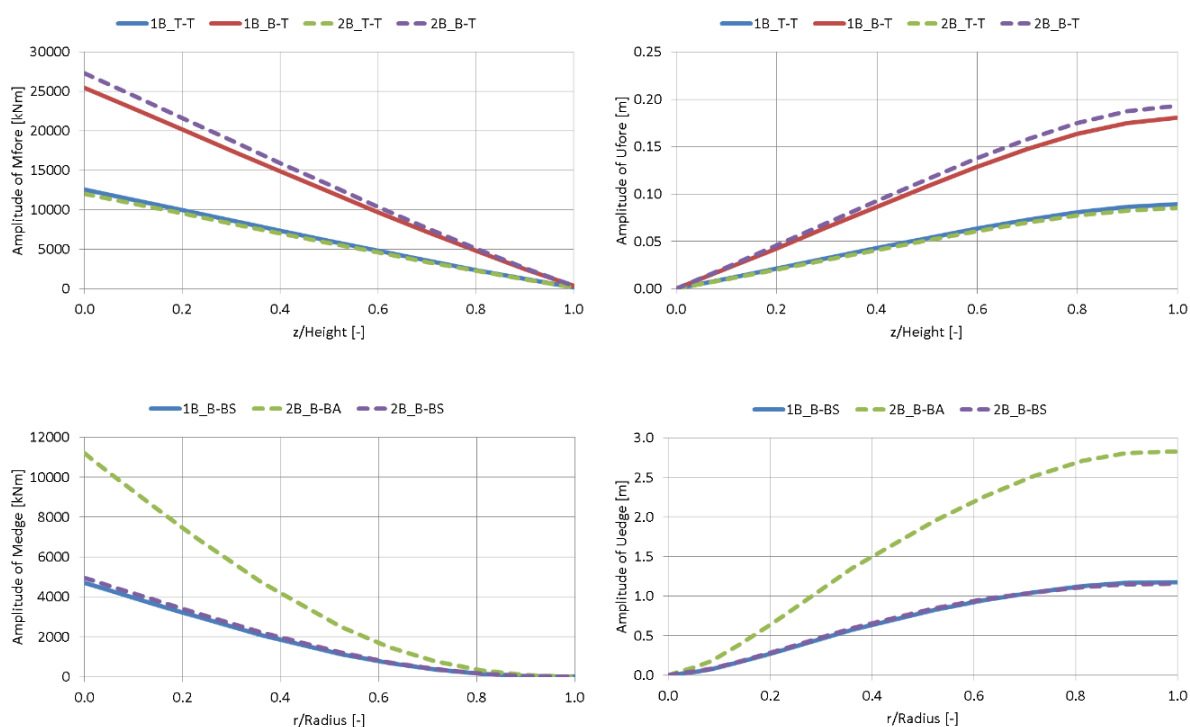 1B_T-T 1B_B-T 2B_T-T 2B_B-T
Amplitude of Mfore [kNm]
30000
25000
20000
15000
10000
5000
0
0.0 0.2 0.4 0.6 0.8 1.0
z/Height [-]
1B_T-T 1B_B-T 2B_T-T 2B_B-T
Amplitude of Ufore [m]
0.25
0.20
0.15
0.10
0.05
0.00
0.0 0.2 0.4 0.6 0.8 1.0
z/Height [-]
1B_B-BS 2B_B-BA 2B_B-BS
Amplitude of Medge [kNm]
12000
10000
8000
6000
4000
2000
0
0.0 0.2 0.4 0.6 0.8 1.0
r/Radius [-]
1B_B-BS 2B_B-BA 2B_B-BS
Amplitude of Uedge [m]
3.0
2.5
2.0
1.5
1.0
0.5
0.0
0.0 0.2 0.4 0.6 0.8 1.0
r/Radius [-]